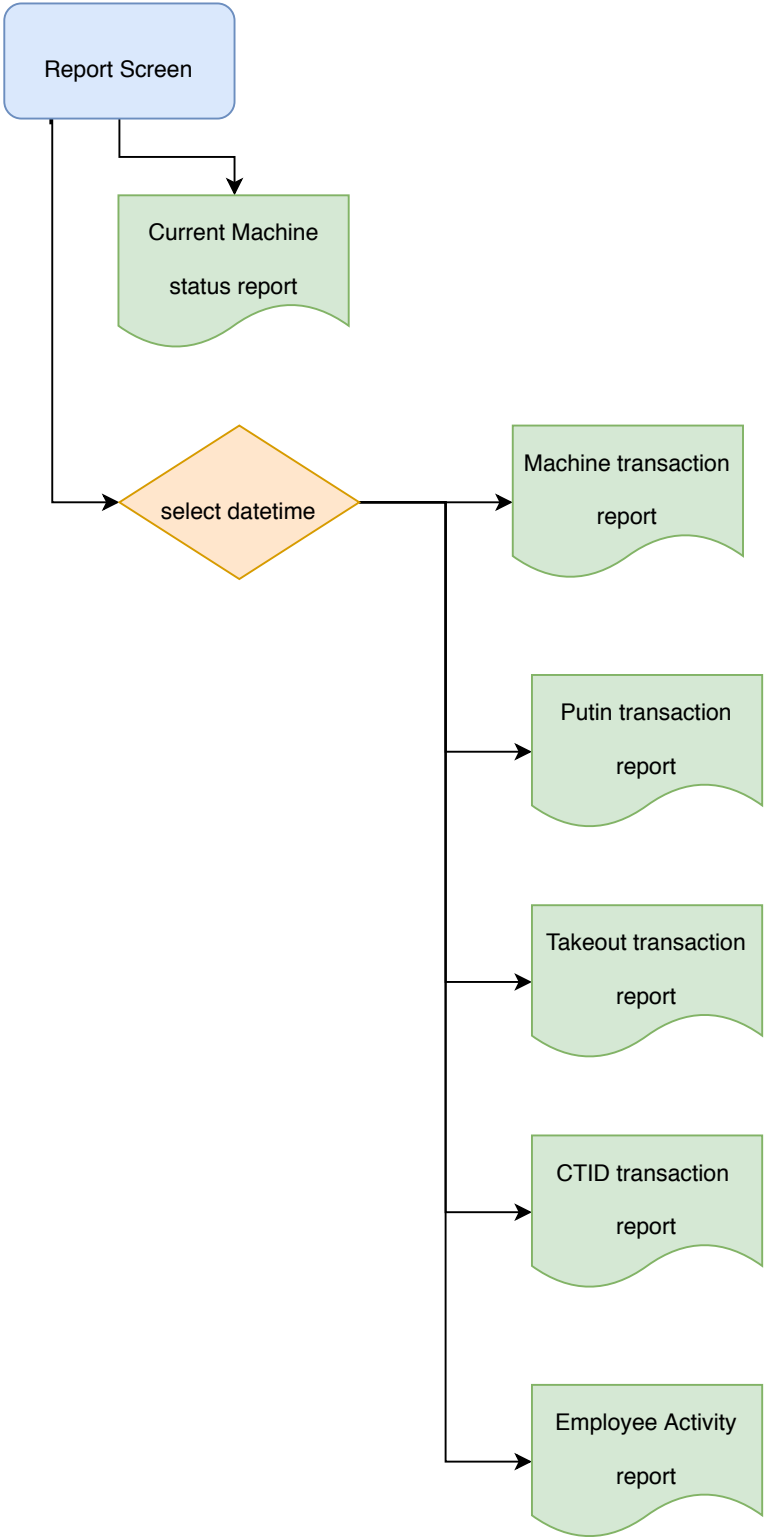 Report Screen
Current Machine
status report
select datetime
Machine transaction
report
Putin transaction
report
Takeout transaction
report
CTID transaction
report
Employee Activity
report